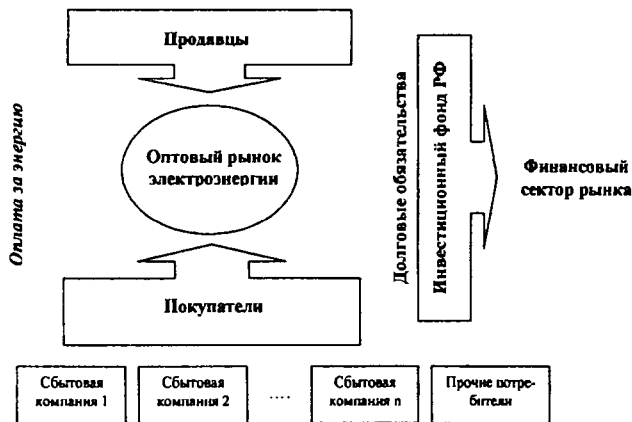 Продавцы
Оплата за энергию
Оптовый рынок
электроэнергии
Долговые обязательства
Инвестиционный фонд РФ
Финансовый
сектор рынка
Покупатели
Сбытовая
компания 1
Сбытовая
компания 2
....
Сбытовая
компания n
Прочие потре-
бители